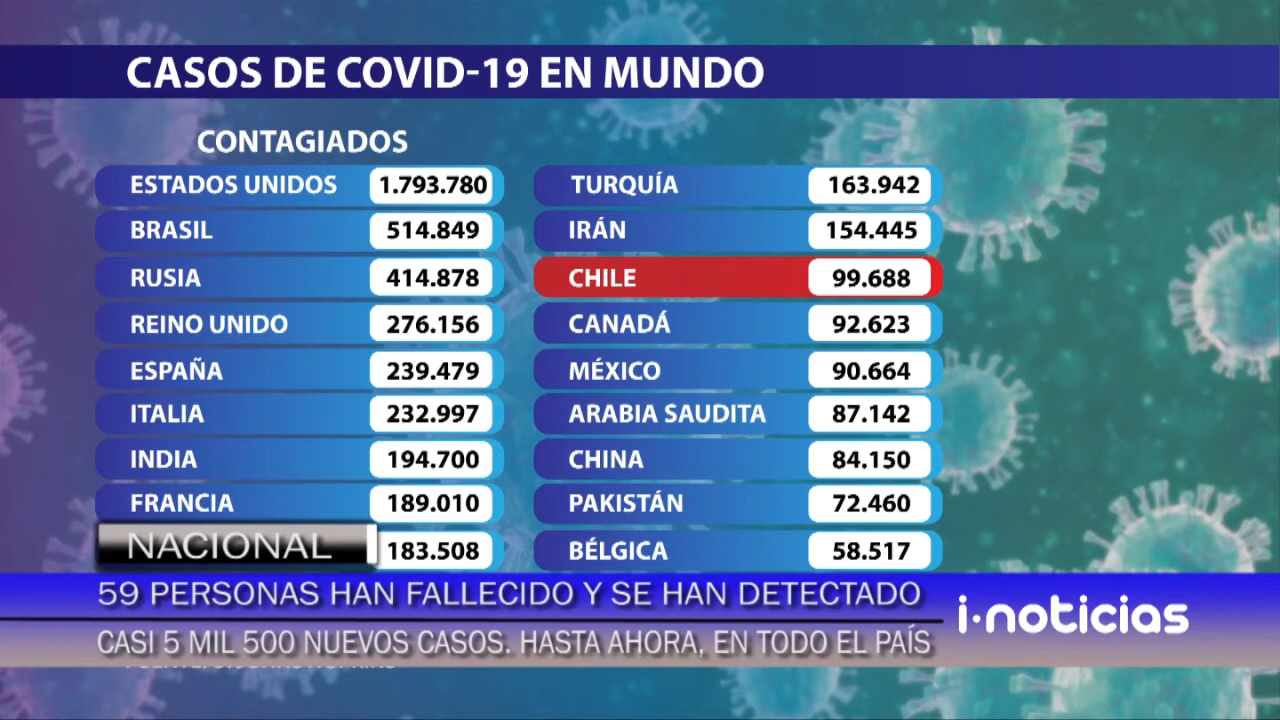 CASOS DE COVID-19 EN MUNDO
CONTAGIADOS
ESTADOS UNIDOS 1.793.780
BRASIL 514.849
RUSIA 414.878
REINO UNIDO 276.156
ESPAÑA 239.479
ITALIA 232.997
INDIA 194.700
FRANCIA 189.010
183.508
TURQUÍA 163.942
IRÁN 154.445
CHILE 99.688
CANADÁ 92.623
MÉXICO 90.664
ARABIA SAUDITA 87.142
CHINA 84.150
PAKISTÁN 72.460
BÉLGICA 58.517
NACIONAL
59 PERSONAS HAN FALLECIDO Y SE HAN DETECTADO
CASI 5 MIL 500 NUEVOS CASOS. HASTA AHORA, EN TODO EL PAÍS
i·noticias